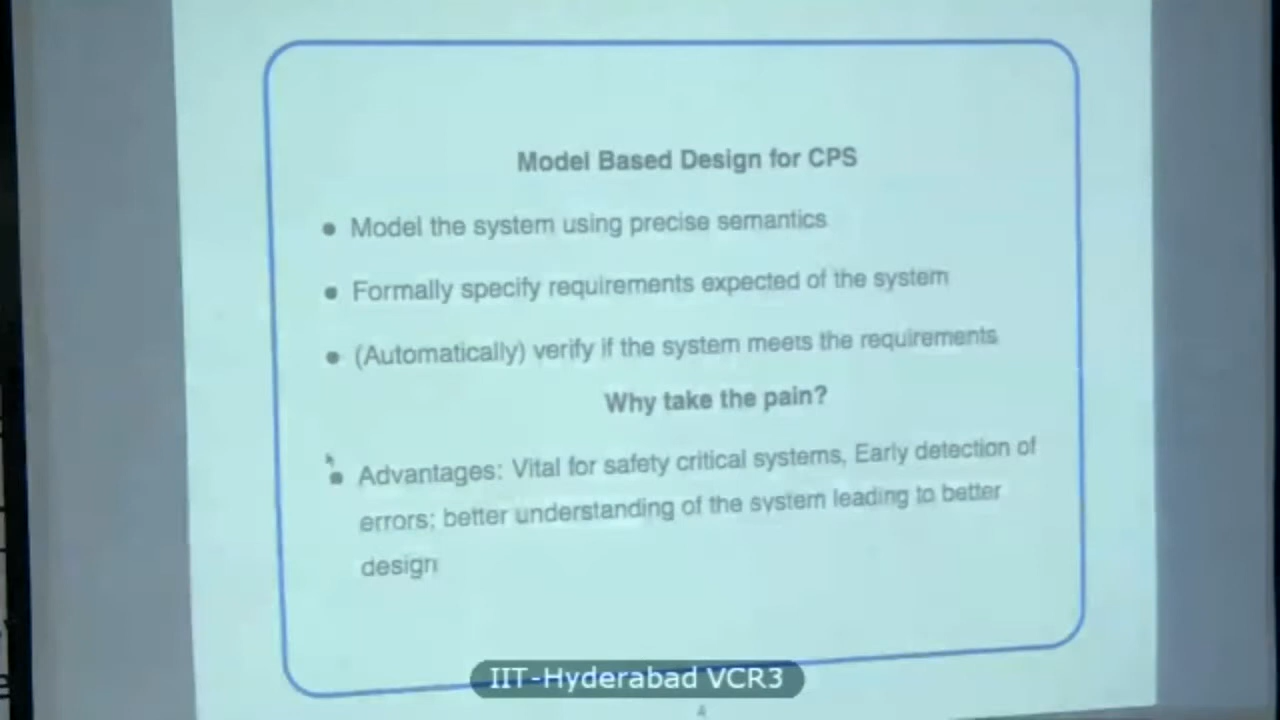 Model Based Design for CPS
• Model the system using precise semantics
• Formally specify requirements expected of the system
• (Automatically) verify if the system meets the requirements
Why take the pain?
• Advantages: Vital for safety critical systems, Early detection of
errors; better understanding of the system leading to better
design
IIT-Hyderabad VCR3
4